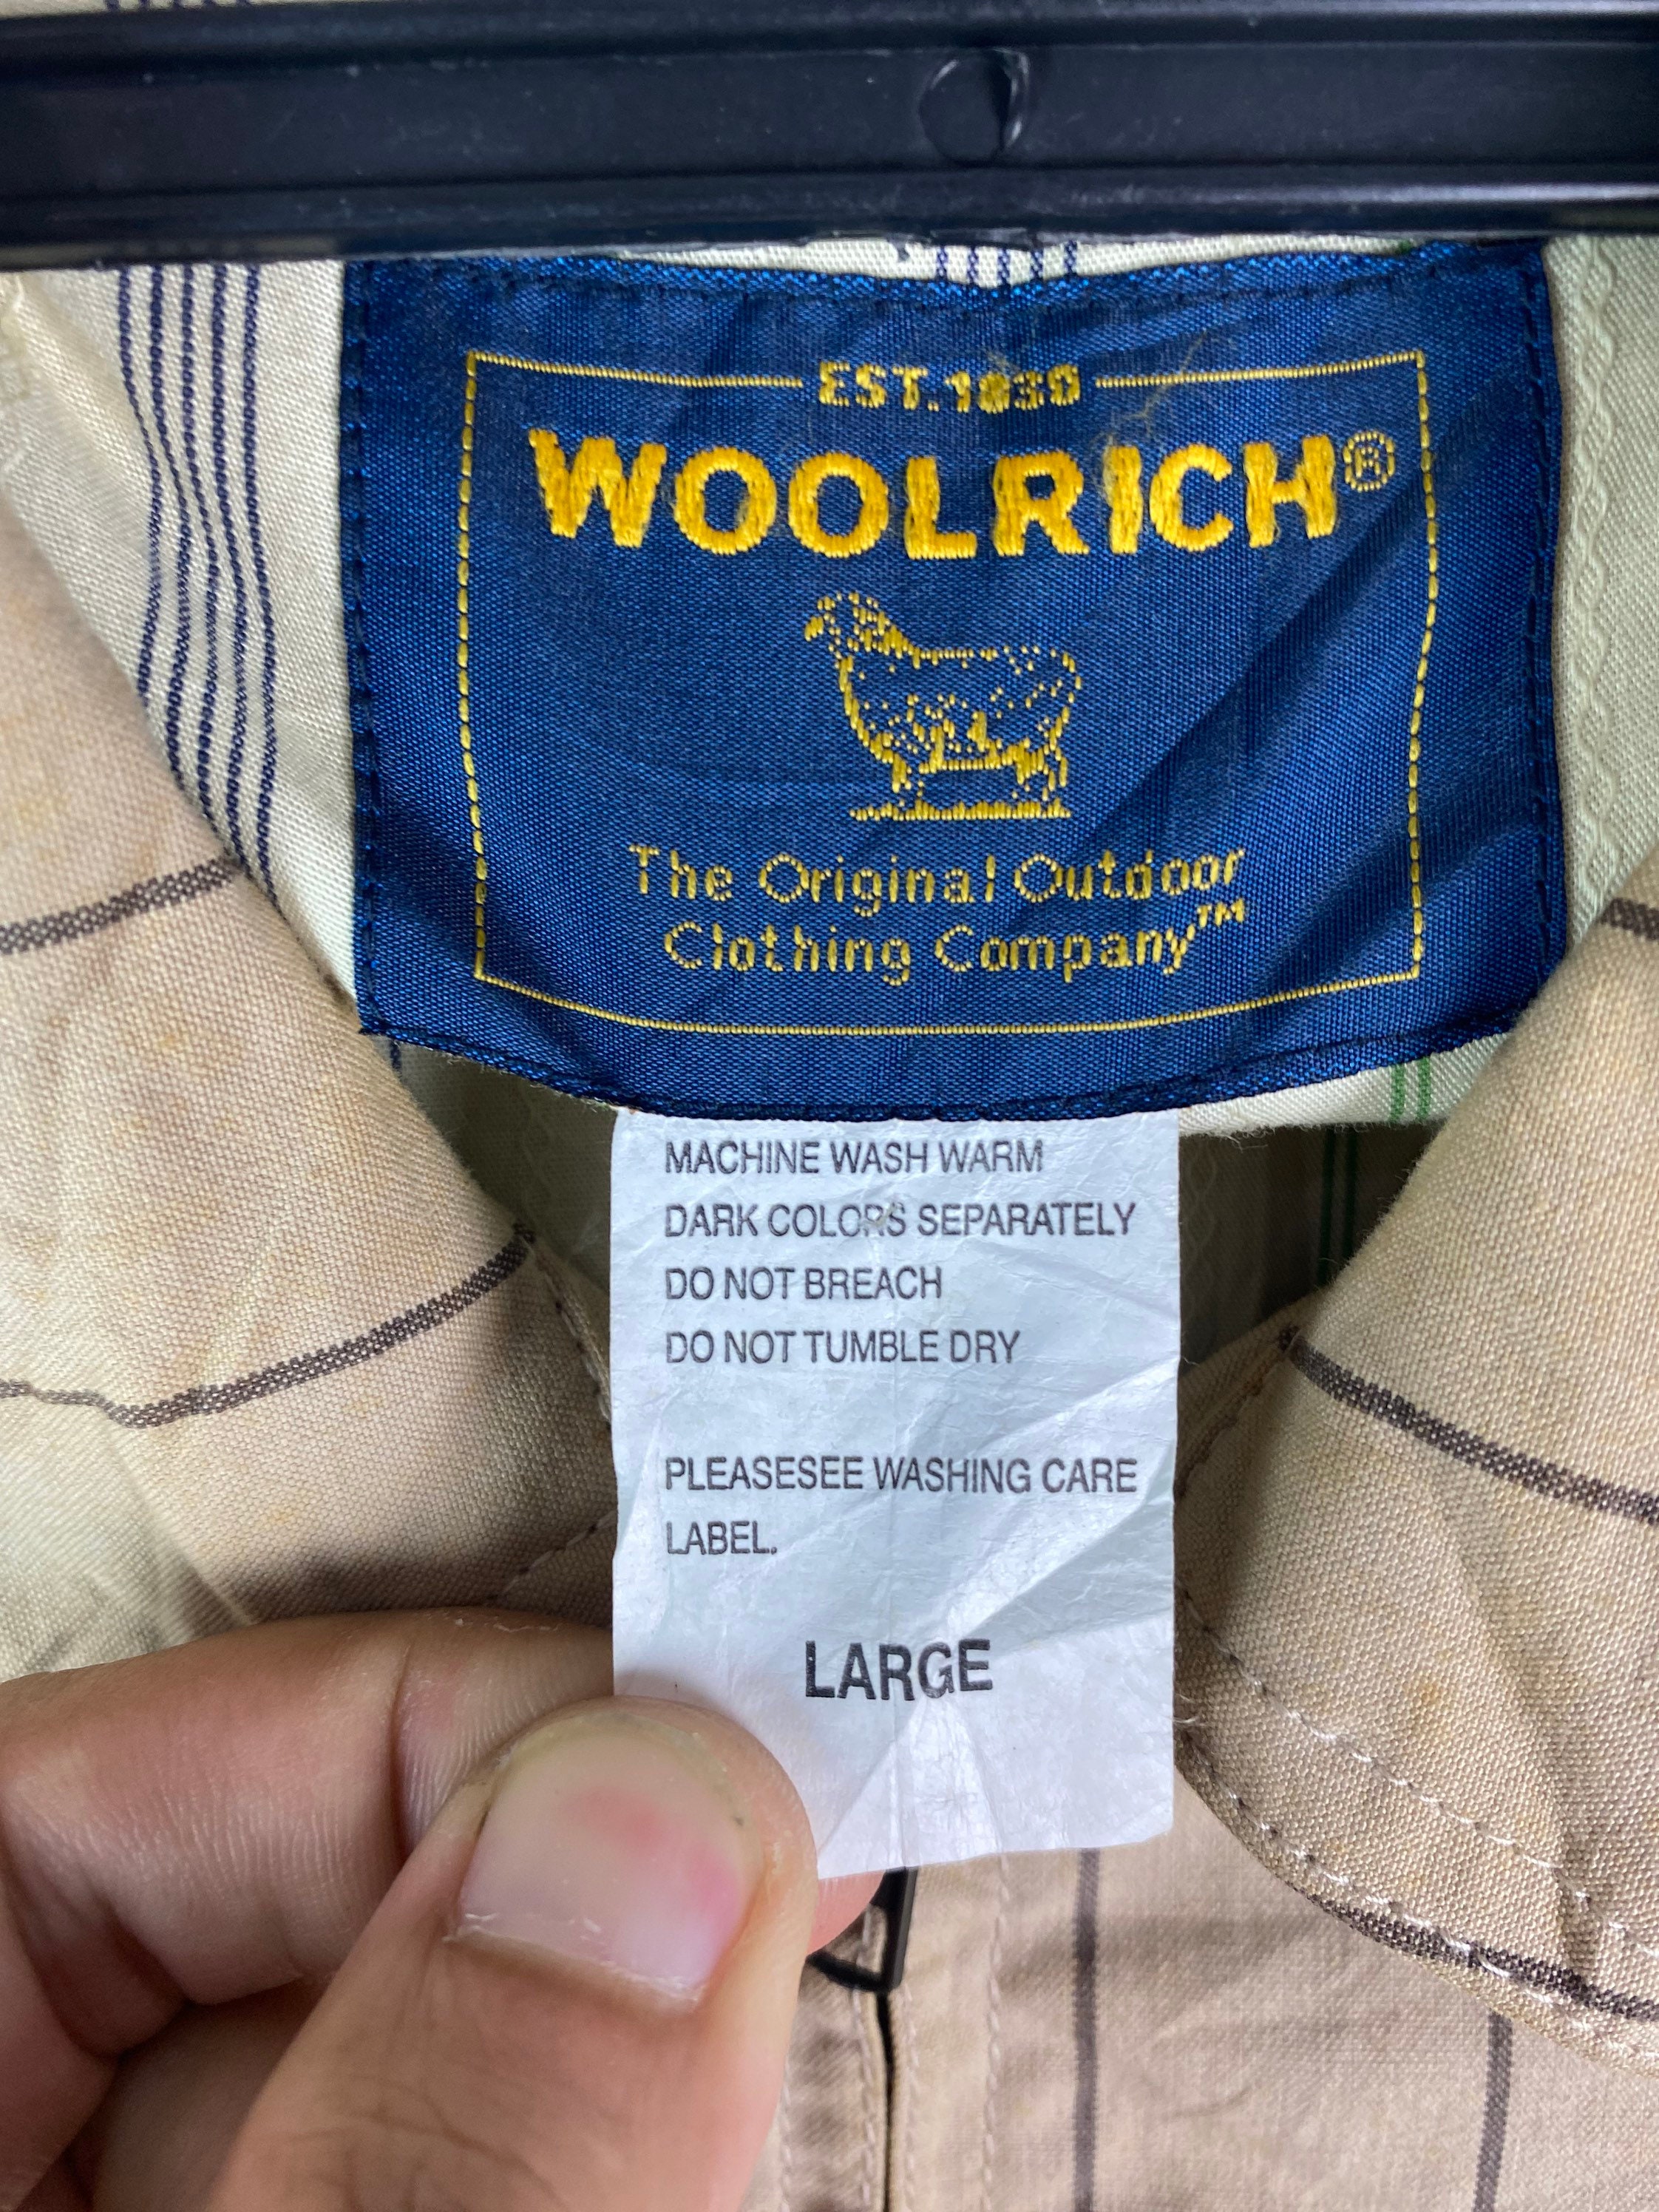 EST. 1830
WOOLRICH®
The Original Outdoor
Clothing Company™
MACHINE WASH WARM
DARK COLORS SEPARATELY
DO NOT BREACH
DO NOT TUMBLE DRY
PLEASESEE WASHING CARE
LABEL.
LARGE